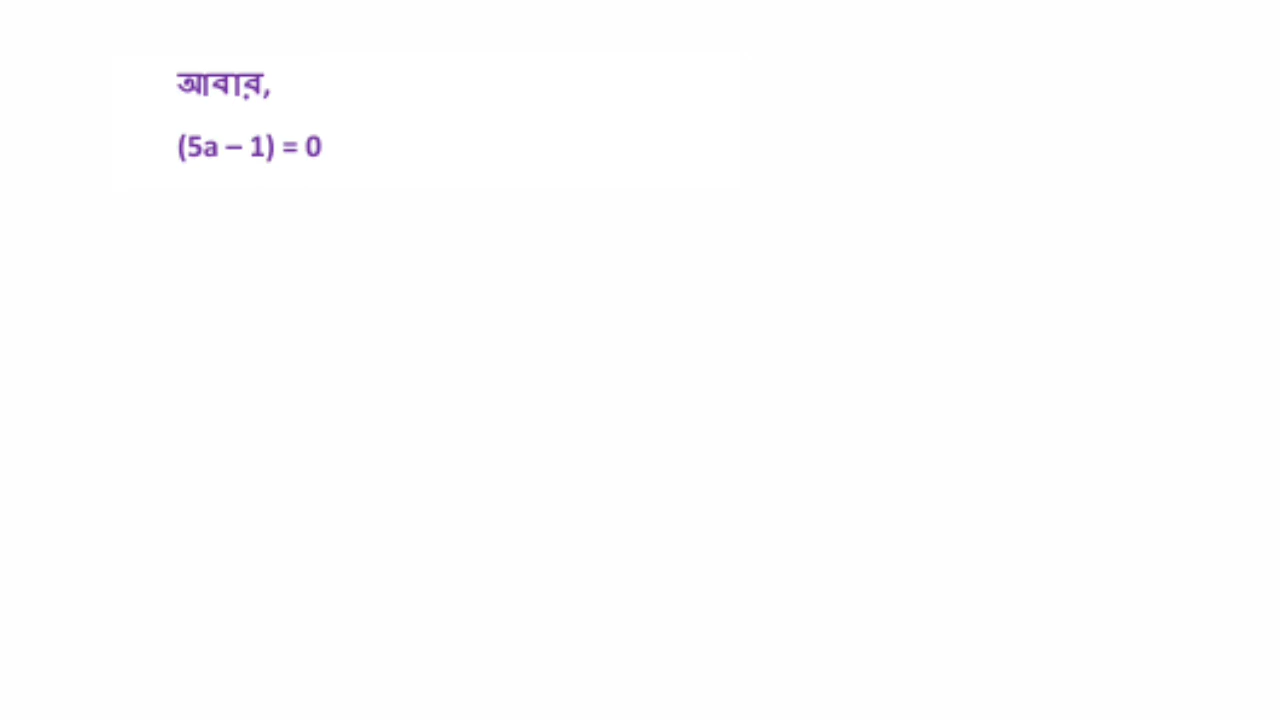 আবার,
(5a – 1) = 0